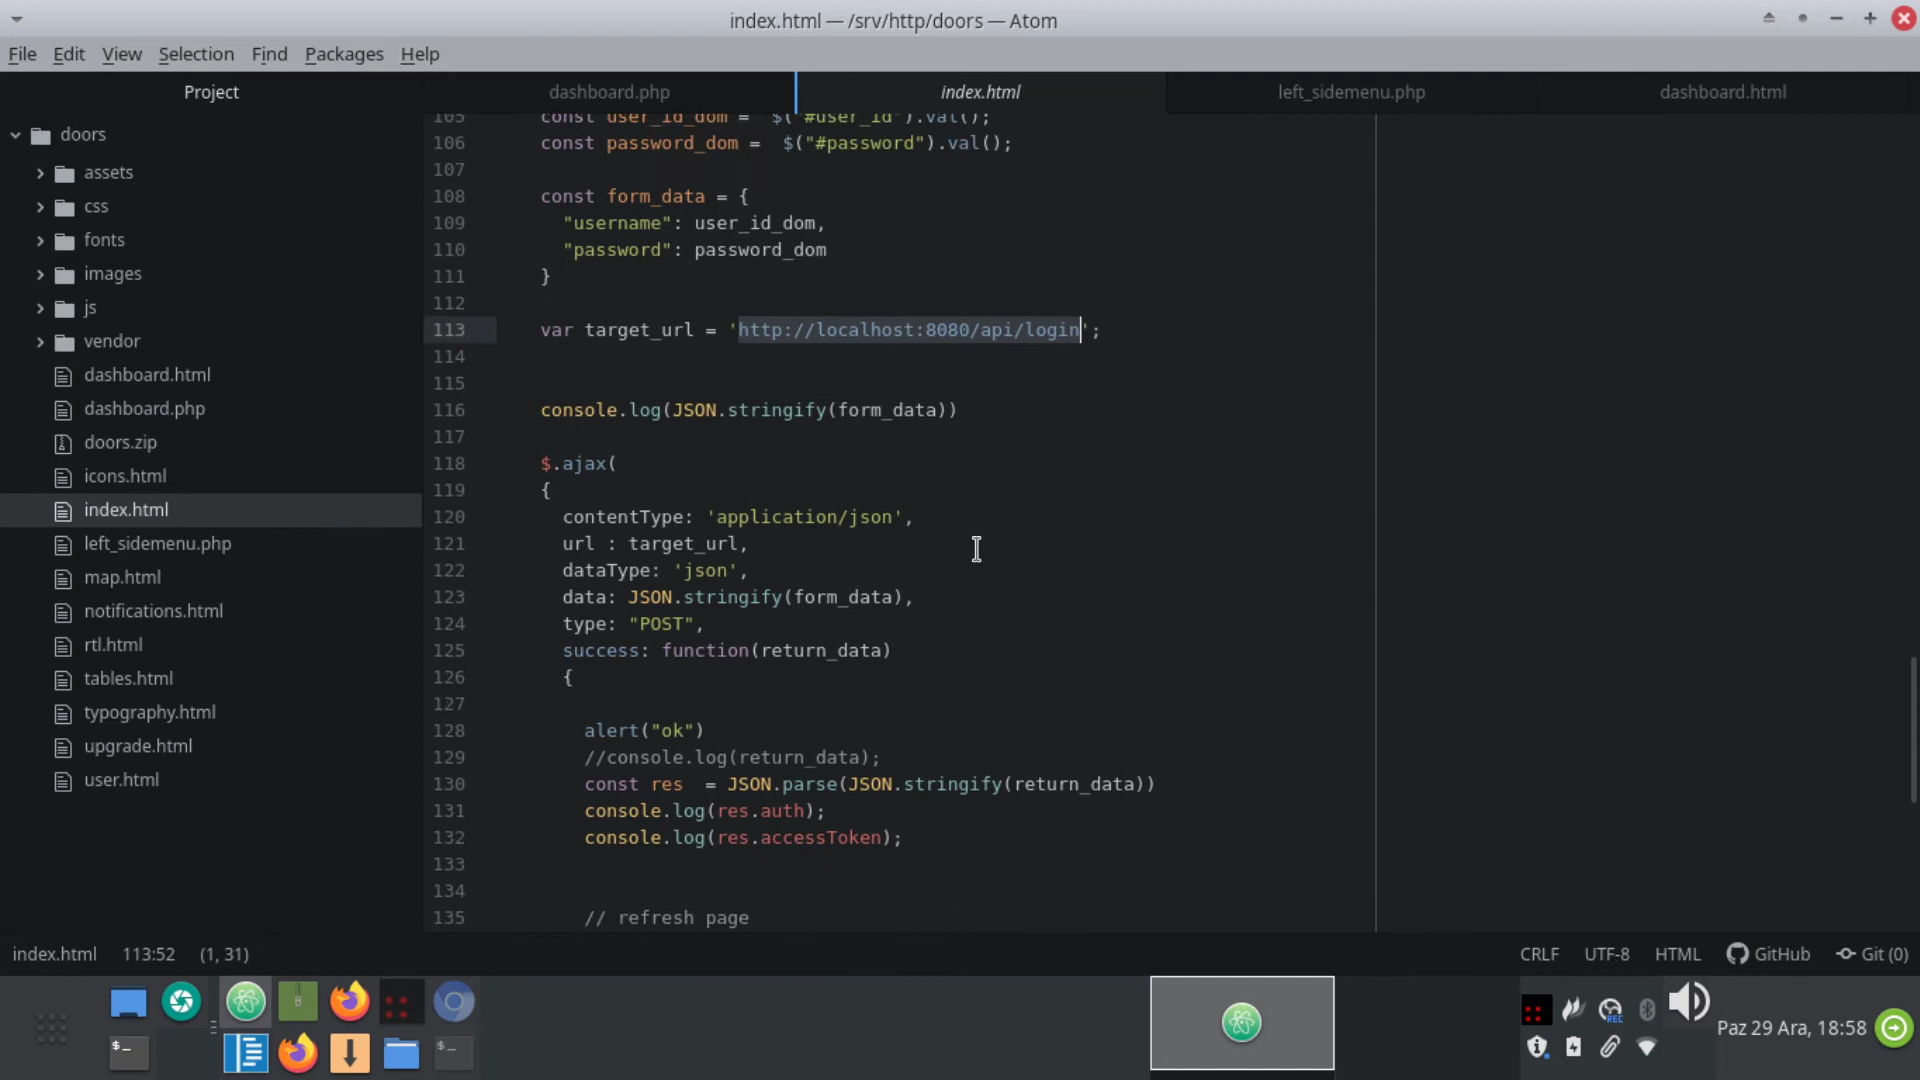 index.html — /srv/http/doors — Atom
File Edit View Selection Find Packages Help
Project
dashboard.php
index.html
left_sidemenu.php
dashboard.html
doors
assets
css
fonts
images
js
vendor
dashboard.html
dashboard.php
doors.zip
icons.html
index.html
left_sidemenu.php
map.html
notifications.html
rtl.html
tables.html
typography.html
upgrade.html
user.html
105 const user_id_dom = $("#user_id").val();
106 const password_dom = $("#password").val();
107
108 const form_data = {
109 "username": user_id_dom,
110 "password": password_dom
111 }
112
113 var target_url = 'http://localhost:8080/api/login';
114
115
116 console.log(JSON.stringify(form_data))
117
118 $.ajax(
119 {
120 contentType: 'application/json',
121 url : target_url,
122 dataType: 'json',
123 data: JSON.stringify(form_data),
124 type: "POST",
125 success: function(return_data)
126 {
127
128 alert("ok")
129 //console.log(return_data);
130 const res = JSON.parse(JSON.stringify(return_data))
131 console.log(res.auth);
132 console.log(res.accessToken);
133
134
135 // refresh page
index.html 113:52 (1, 31)
CRLF UTF-8 HTML GitHub Git (0)
REC
Paz 29 Ara, 18:58